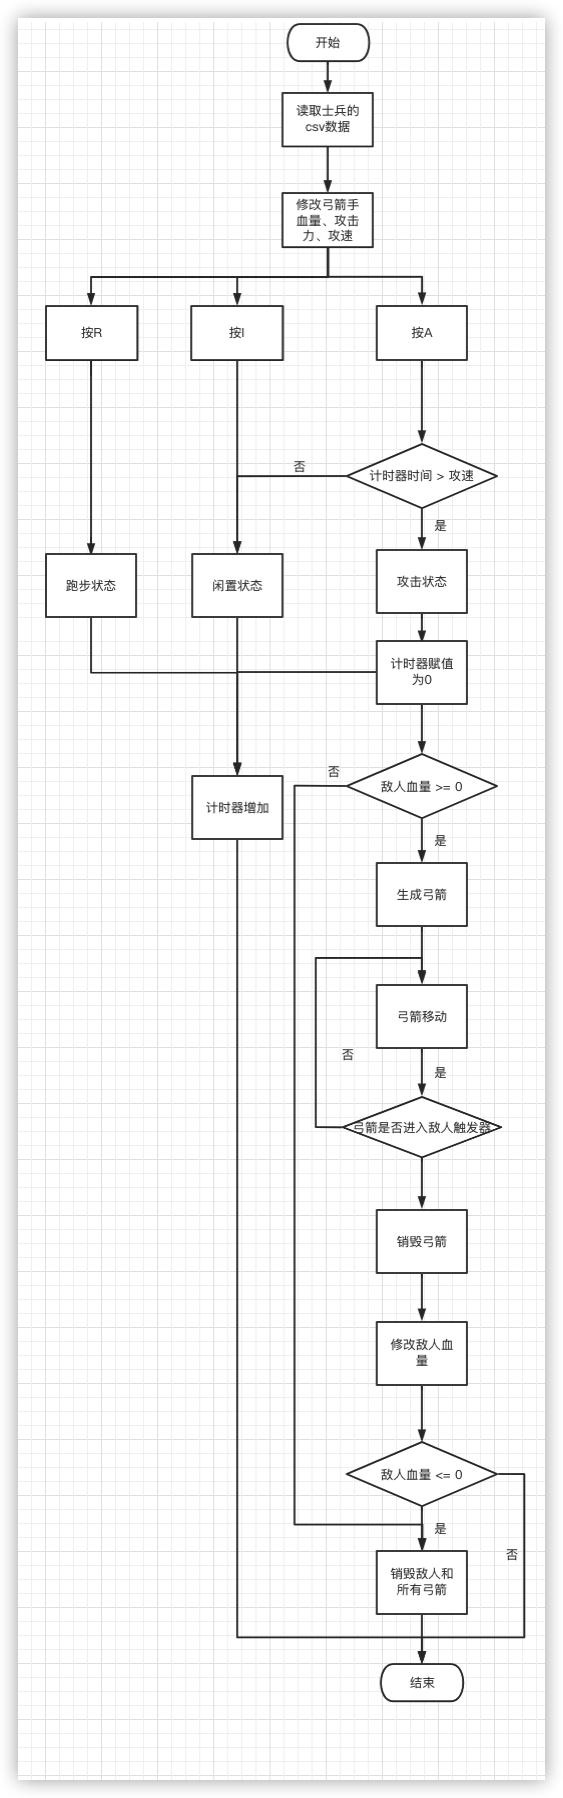 开始
读取士兵的
csv数据
修改弓箭手
血量、攻击
力、攻速
按R
按I
按A
计时器时间 > 攻速
否
是
跑步状态
闲置状态
攻击状态
计时器赋值
为0
否
敌人血量 >= 0
计时器增加
是
生成弓箭
弓箭移动
否
是
弓箭是否进入敌人触发器
销毁弓箭
修改敌人血
量
敌人血量 <= 0
是
否
销毁敌人和
所有弓箭
结束